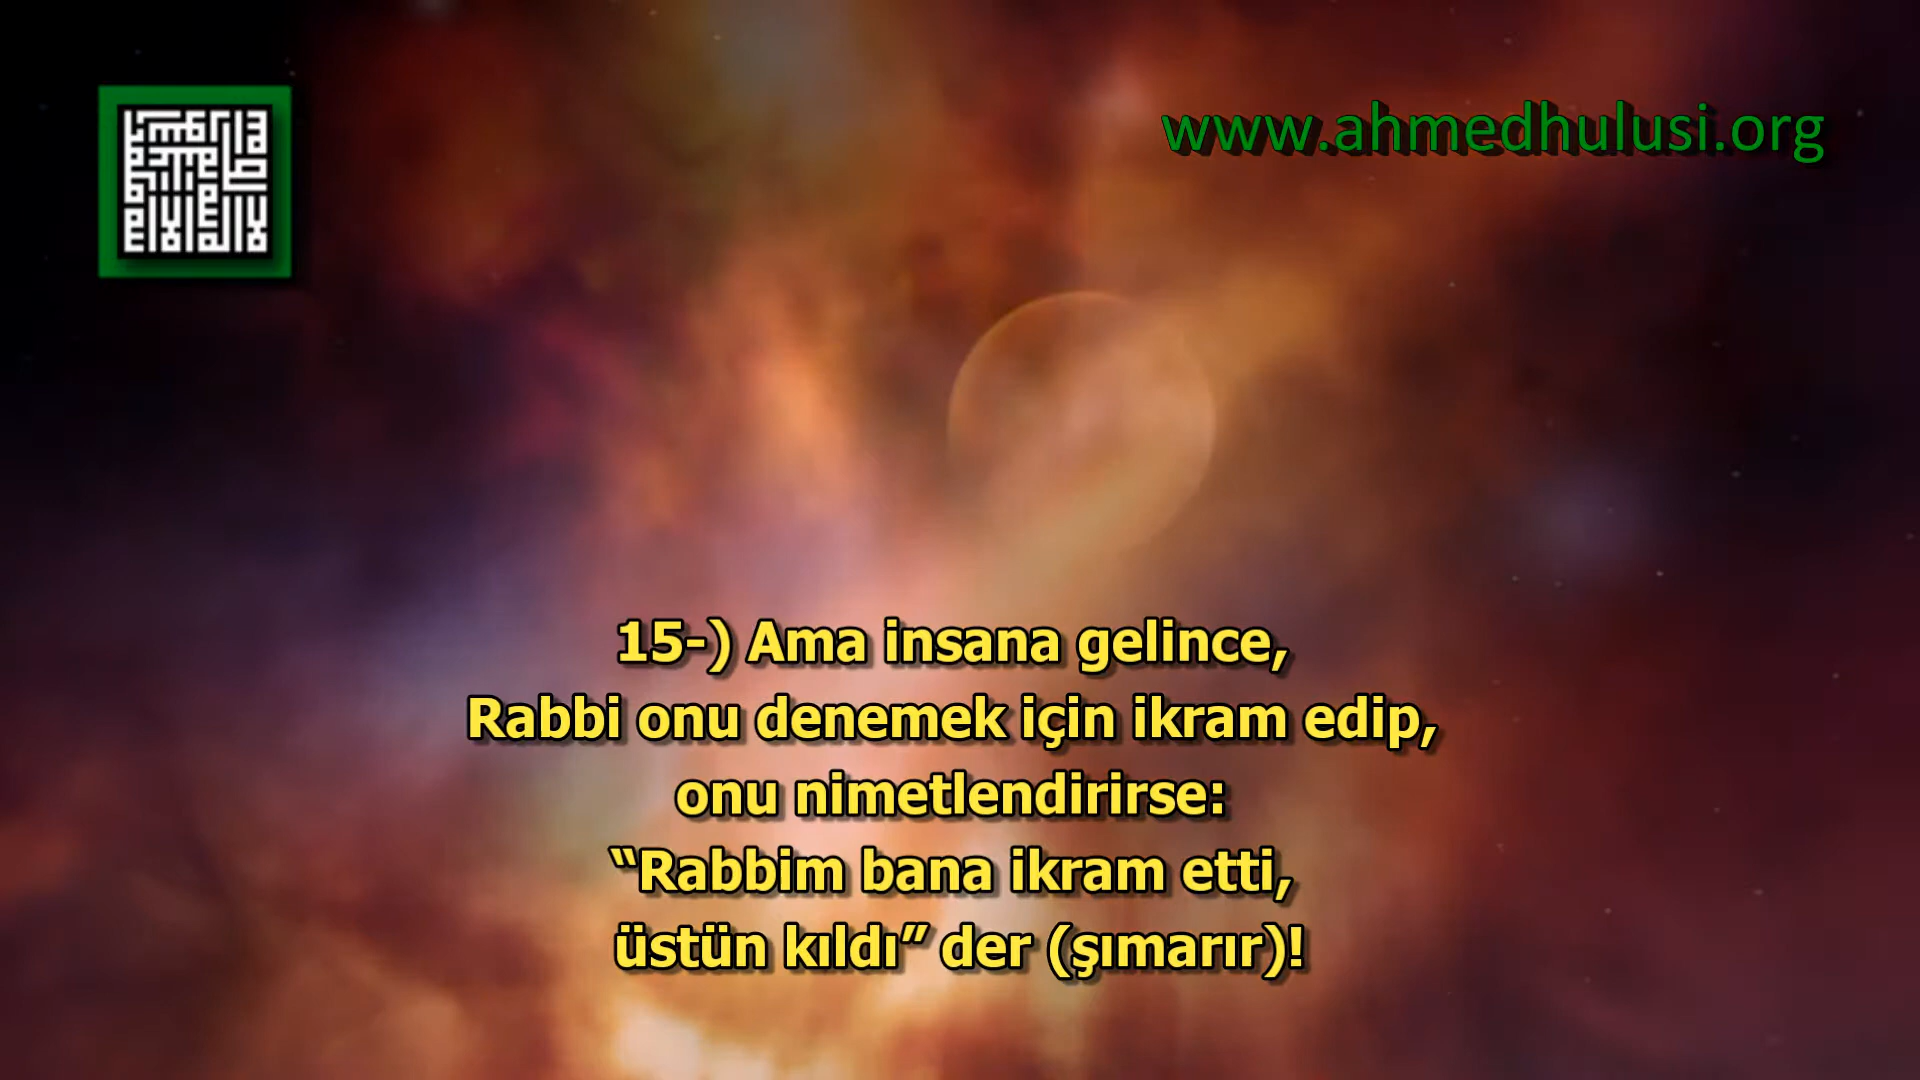 www.ahmedhulusi.org
15-) Ama insana gelince,
Rabbi onu denemek için ikram edip,
onu nimetlendirirse:
“Rabbim bana ikram etti,
üstün kıldı” der (şımarır)!